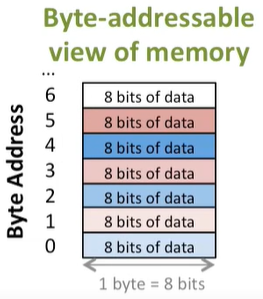 Byte-addressable
view of memory
...
Byte Address
6 8 bits of data
5 8 bits of data
4 8 bits of data
3 8 bits of data
2 8 bits of data
1 8 bits of data
0 8 bits of data
1 byte = 8 bits